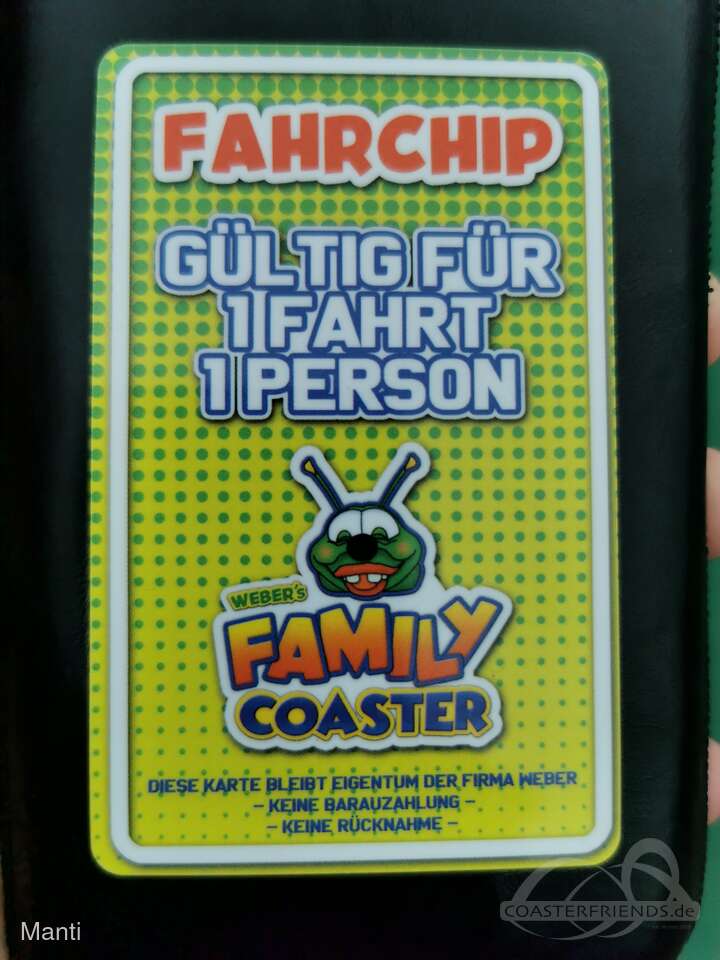 FAHRCHIP
GÜLTIG FÜR
1 FAHRT
1 PERSON
WEBER's
FAMILY
COASTER
DIESE KARTE BLEIBT EIGENTUM DER FIRMA WEBER
- KEINE BARAUZAHLUNG -
- KEINE RÜCKNAHME -
COASTERFRIENDS.de
Manti